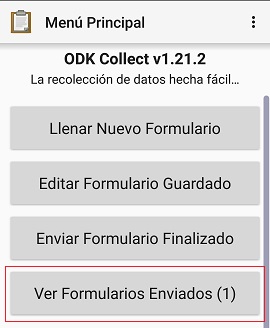 Menú Principal
ODK Collect v1.21.2
La recolección de datos hecha fácil...
Llenar Nuevo Formulario
Editar Formulario Guardado
Enviar Formulario Finalizado
Ver Formularios Enviados (1)